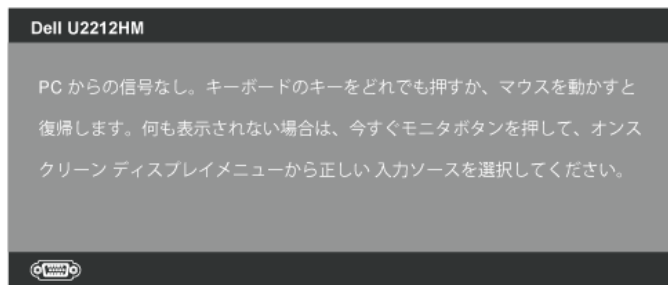 Dell U2212HM
PC からの信号なし。キーボードのキーをどれでも押すか、マウスを動かすと
復帰します。何も表示されない場合は、今すぐモニタボタンを押して、オンス
クリーン ディスプレイメニューから正しい 入力ソースを選択してください。